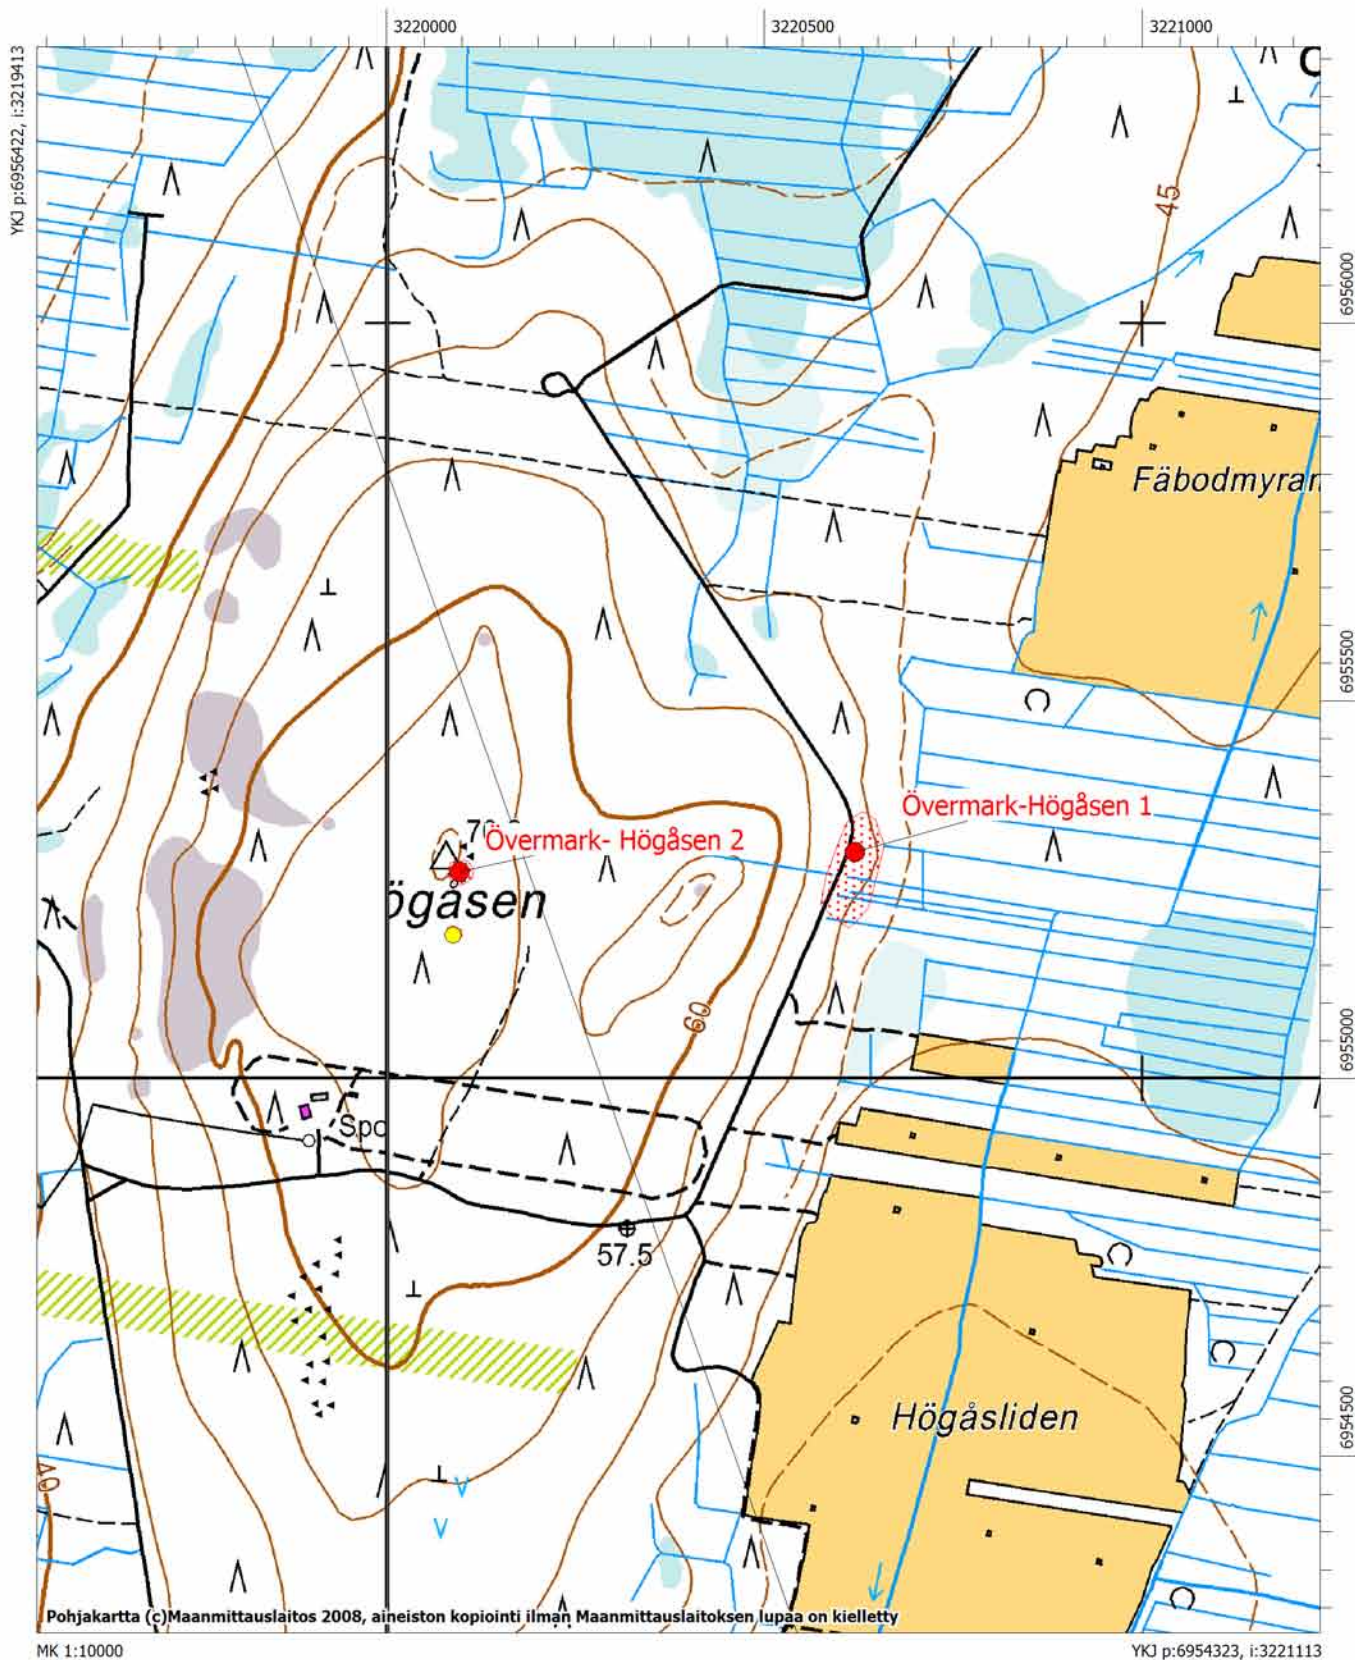 3220000
3220500
3221000
YKJ p:6956422, i:3219413
45
6956000
Fäbodmyran
6955500
Övermark-Högåsen 1
Övermark- Högåsen 2
ögåsen
60
6955000
Spo
57.5
Högåsliden
6954500
40
Pohjakartta (c)Maanmittauslaitos 2008, aineiston kopiointi ilman Maanmittauslaitoksen lupaa on kielletty
MK 1:10000
YKJ p:6954323, i:3221113